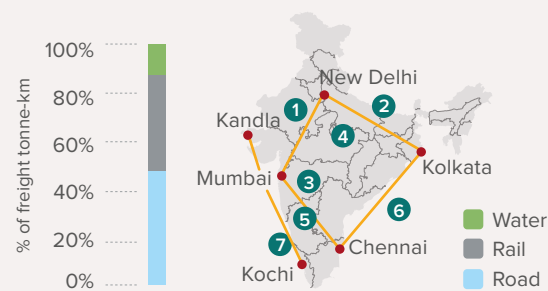 % of freight tonne-km
100%
80%
60%
40%
20%
0%
New Delhi
1
2
Kandla
4
Mumbai
3
Kolkata
5
6
7
Chennai
Kochi
Water
Rail
Road